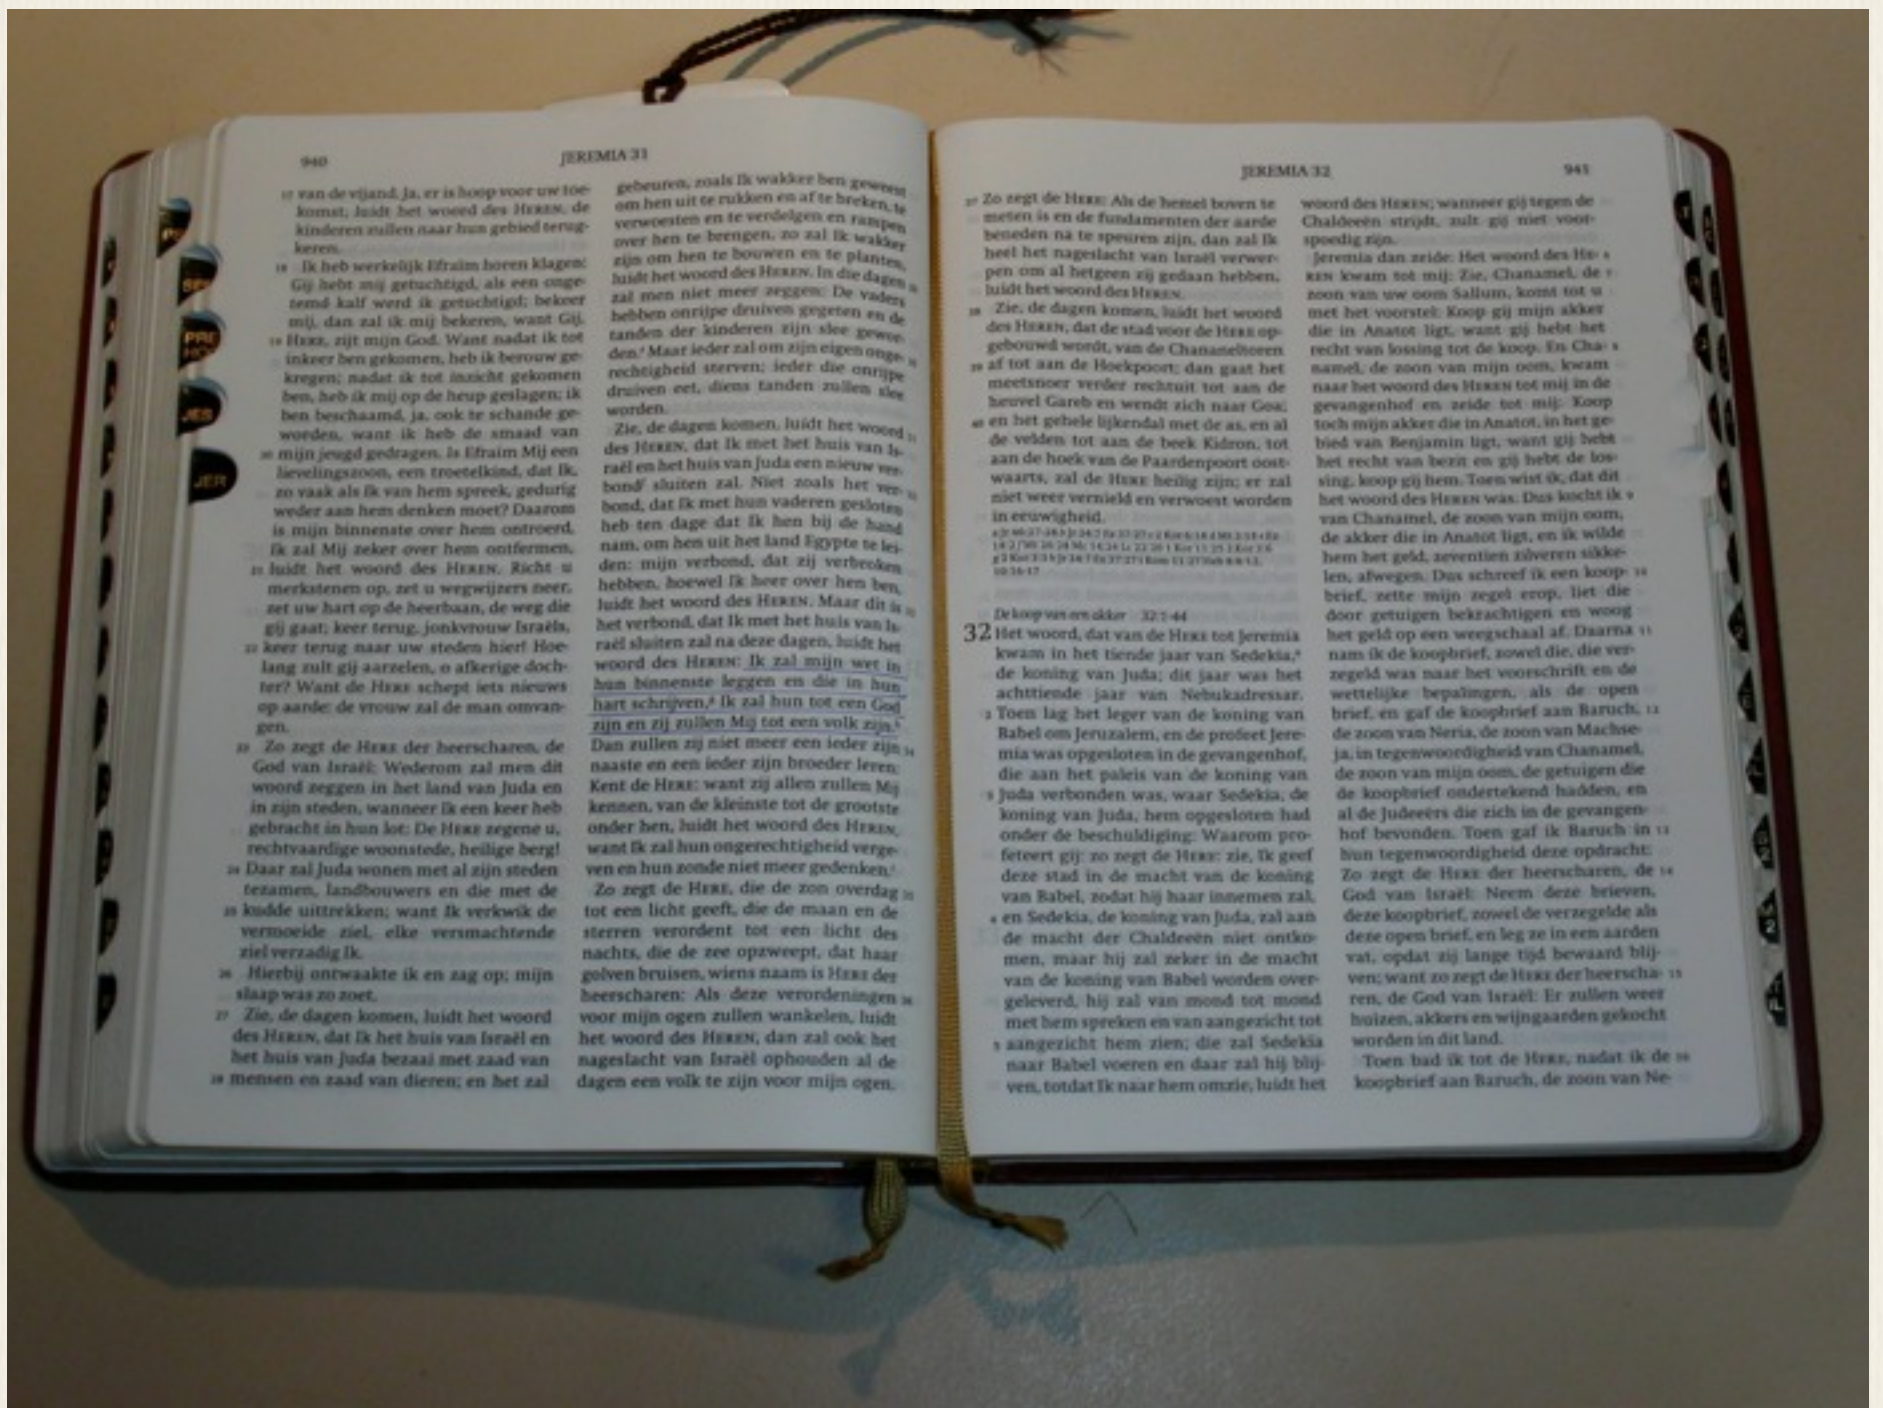 940
JEREMIA 31
17 van de vijand. Ja, er is hoop voor uw toe-
komst, luidt het woord des HEREN, de
kinderen zullen naar hun gebied terug-
keren.
18 Ik heb werkelijk Efraïm horen klagen:
Gij hebt mij getuchtigd, als een onge-
temd kalf werd ik getuchtigd; bekeer
mij, dan zal ik mij bekeren, want Gij,
19 HERE, zijt mijn God. Want nadat ik tot
inkeer ben gekomen, heb ik berouw ge-
kregen; nadat ik tot inzicht gekomen
ben, heb ik mij op de heup geslagen; ik
ben beschaamd, ja, ook te schande ge-
worden, want ik heb de smaad van
20 mijn jeugd gedragen. Is Efraïm Mij een
lievelingszoon, een troetelkind, dat Ik,
zo vaak als Ik van hem spreek, gedurig
weder aan hem denken moet? Daarom
is mijn binnenste over hem ontroerd,
Ik zal Mij zeker over hem ontfermen,
21 luidt het woord des HEREN. Richt u
merkstenen op, zet u wegwijzers neer,
zet uw hart op de heerbaan, de weg die
gij gaat; keer terug, jonkvrouw Israëls,
22 keer terug naar uw steden hier! Hoe-
lang zult gij aarzelen, o afkerige doch-
ter? Want de HERE schept iets nieuws
op aarde: de vrouw zal de man omvan-
gen.
23 Zo zegt de HERE der heerscharen, de
God van Israël: Wederom zal men dit
woord zeggen in het land van Juda en
in zijn steden, wanneer Ik een keer heb
gebracht in hun lot: De HERE zegene u,
rechtvaardige woonstede, heilige berg!
24 Daar zal Juda wonen met al zijn steden
tezamen, landbouwers en die met de
25 kudde uittrekken; want Ik verkwik de
vermoeide ziel, elke versmachtende
ziel verzadig Ik.
26 Hierbij ontwaakte ik en zag op; mijn
slaap was zo zoet.
27 Zie, de dagen komen, luidt het woord
des HEREN, dat Ik het huis van Israël en
het huis van Juda bezaai met zaad van
28 mensen en zaad van dieren; en het zal
gebeuren, zoals Ik wakker ben geweest
om hen uit te rukken en af te breken, te
verwoesten en te verdelgen en rampen
over hen te brengen, zo zal Ik wakker
zijn om hen te bouwen en te planten,
luidt het woord des HEREN. In die dagen
zal men niet meer zeggen: De vaders
hebben onrijpe druiven gegeten en de
tanden der kinderen zijn slee gewor-
den. Maar ieder zal om zijn eigen onge-
rechtigheid sterven; ieder die onrijpe
druiven eet, diens tanden zullen slee
worden.
Zie, de dagen komen, luidt het woord
des HEREN, dat Ik met het huis van Is-
raël en het huis van Juda een nieuw ver-
bond sluiten zal. Niet zoals het ver-
bond, dat Ik met hun vaderen gesloten
heb ten dage dat Ik hen bij de hand
nam, om hen uit het land Egypte te lei-
den: mijn verbond, dat zij verbroken
hebben, hoewel Ik heer over hen ben,
luidt het woord des HEREN. Maar dit is
het verbond, dat Ik met het huis van Is-
raël sluiten zal na deze dagen, luidt het
woord des HEREN: Ik zal mijn wet in
hun binnenste leggen en die in hun
hart schrijven, Ik zal hun tot een God
zijn en zij zullen Mij tot een volk zijn.
Dan zullen zij niet meer een ieder zijn 34
naaste en een ieder zijn broeder leren:
Kent de HERE: want zij allen zullen Mij
kennen, van de kleinste tot de grootste
onder hen, luidt het woord des HEREN,
want Ik zal hun ongerechtigheid verge-
ven en hun zonde niet meer gedenken.
Zo zegt de HERE, die de zon overdag 35
tot een licht geeft, die de maan en de
sterren verordent tot een licht des
nachts, die de zee opzweept, dat haar
golven bruisen, wiens naam is HERE der
heerscharen: Als deze verordeningen 36
voor mijn ogen zullen wankelen, luidt
het woord des HEREN, dan zal ook het
nageslacht van Israël ophouden al de
dagen een volk te zijn voor mijn ogen.
JEREMIA 32
941
37 Zo zegt de HERE: Als de hemel boven te
meten is en de fundamenten der aarde
beneden na te speuren zijn, dan zal Ik
heel het nageslacht van Israël verwer-
pen om al hetgeen zij gedaan hebben,
luidt het woord des HEREN.
38 Zie, de dagen komen, luidt het woord
des HEREN, dat de stad voor de HERE op-
gebouwd wordt, van de Chananeltoren
39 af tot aan de Hoekpoort; dan gaat het
meetsnoer verder rechtuit tot aan de
heuvel Gareb en wendt zich naar Goa;
40 en het gehele lijkendal met de as, en al
de velden tot aan de beek Kidron, tot
aan de hoek van de Paardenpoort oost-
waarts, zal de HERE heilig zijn; er zal
niet weer vernield en verwoest worden
in eeuwigheid.
De koop van een akker 32:1-44
32 Het woord, dat van de HERE tot Jeremia
kwam in het tiende jaar van Sedekia,
de koning van Juda; dit jaar was het
achttiende jaar van Nebukadressar.
2 Toen lag het leger van de koning van
Babel om Jeruzalem, en de profeet Jere-
mia was opgesloten in de gevangenhof,
die aan het paleis van de koning van
3 Juda verbonden was, waar Sedekia, de
koning van Juda, hem opgesloten had
onder de beschuldiging: Waarom pro-
feteert gij: zo zegt de HERE: zie, Ik geef
deze stad in de macht van de koning
van Babel, zodat hij haar innemen zal,
4 en Sedekia, de koning van Juda, zal aan
de macht der Chaldeeën niet ontko-
men, maar hij zal zeker in de macht
van de koning van Babel worden over-
geleverd, hij zal van mond tot mond
met hem spreken en van aangezicht tot
5 aangezicht hem zien; die zal Sedekia
naar Babel voeren en daar zal hij blij-
ven, totdat Ik naar hem omzie, luidt het
woord des HEREN; wanneer gij tegen de
Chaldeeën strijdt, zult gij niet voor-
spoedig zijn.
Jeremia dan zeide: Het woord des HE- 6
REN kwam tot mij: Zie, Chanamel, de 7
zoon van uw oom Sallum, komt tot u
met het voorstel: Koop gij mijn akker
die in Anatot ligt, want gij hebt het
recht van lossing tot de koop. En Cha- 8
namel, de zoon van mijn oom, kwam
naar het woord des HEREN tot mij in de
gevangenhof en zeide tot mij: Koop
toch mijn akker die in Anatot, in het ge-
bied van Benjamin ligt, want gij hebt
het recht van bezit en gij hebt de los-
sing, koop gij hem. Toen wist ik, dat dit
het woord des HEREN was. Dus kocht ik 9
van Chanamel, de zoon van mijn oom,
de akker die in Anatot ligt, en ik wilde
hem het geld, zeventien zilveren sikke-
len, afwegen. Dus schreef ik een koop- 10
brief, zette mijn zegel erop, liet die
door getuigen bekrachtigen en woog
het geld op een weegschaal af. Daarna 11
nam ik de koopbrief, zowel die, die ver-
zegeld was naar het voorschrift en de
wettelijke bepalingen, als de open
brief, en gaf de koopbrief aan Baruch, 12
de zoon van Neria, de zoon van Machse-
ja, in tegenwoordigheid van Chanamel,
de zoon van mijn oom, de getuigen die
de koopbrief ondertekend hadden, en
al de Judeeërs die zich in de gevangen-
hof bevonden. Toen gaf ik Baruch in 13
hun tegenwoordigheid deze opdracht:
Zo zegt de HERE der heerscharen, de 14
God van Israël: Neem deze brieven,
deze koopbrief, zowel de verzegelde als
deze open brief, en leg ze in een aarden
vat, opdat zij lange tijd bewaard blij-
ven; want zo zegt de HERE der heerscha- 15
ren, de God van Israël: Er zullen weer
huizen, akkers en wijngaarden gekocht
worden in dit land.
Toen bad ik tot de HERE, nadat ik de 16
koopbrief aan Baruch, de zoon van Ne-
PRE
JES
JER